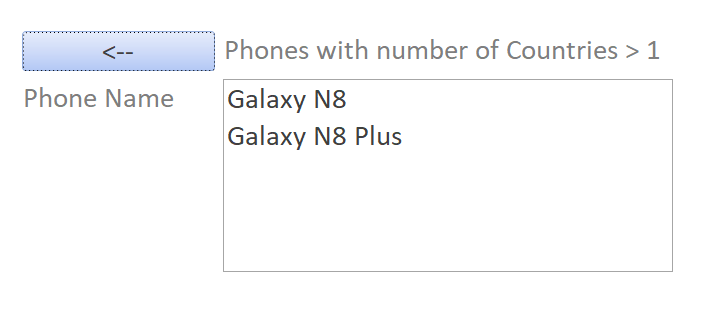 <-- Phones with number of Countries > 1
Phone Name
Galaxy N8
Galaxy N8 Plus